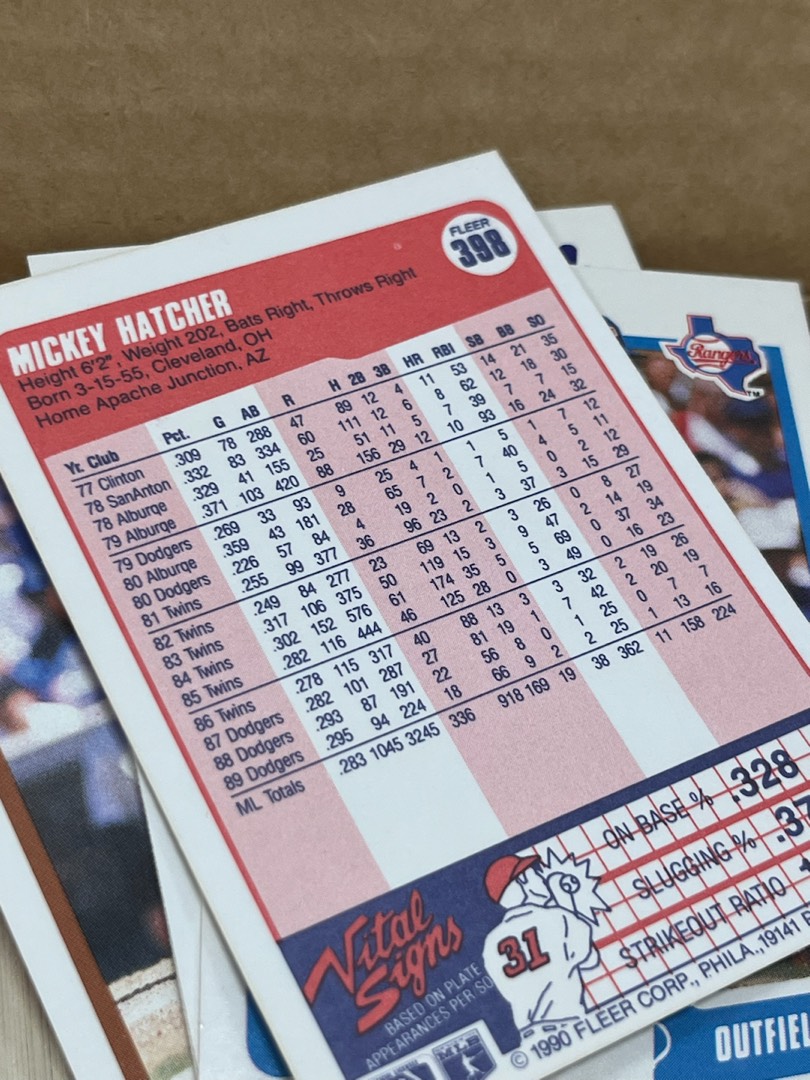 FLEER
398
MICKEY HATCHER
Height 6'2", Weight 202, Bats Right, Throws Right
Born 3-15-55, Cleveland, OH
Home Apache Junction, AZ
Yr. Club Pct. G AB R H 2B 3B HR RBI SB BB SO
77 Clinton .309 78 288 47 89 12 4 11 53 14 21 35
78 SanAnton .332 83 334 60 111 12 6 8 62 12 18 30
78 Alburqe .329 41 155 25 51 11 5 7 39 7 7 15
79 Alburqe .371 103 420 88 156 29 12 10 93 16 24 32
79 Dodgers .269 33 93 9 25 4 1 1 5 1 7 12
80 Alburqe .359 43 181 28 65 7 2 7 40 4 5 11
80 Dodgers .226 57 84 4 19 2 0 1 5 0 2 12
81 Twins .255 99 377 36 96 23 2 3 37 3 15 29
82 Twins .249 84 277 23 69 13 2 3 26 0 8 27
83 Twins .317 106 375 50 119 15 3 9 47 2 14 19
84 Twins .302 152 576 61 174 35 5 5 69 0 37 34
85 Twins .282 116 444 46 125 28 0 3 49 0 16 23
86 Twins .278 115 317 40 88 13 3 3 32 2 19 26
87 Dodgers .282 101 287 27 81 19 1 7 42 2 20 19
88 Dodgers .293 87 191 22 56 8 0 1 25 0 7 7
89 Dodgers .295 94 224 18 66 9 2 2 25 1 13 16
ML Totals .283 1045 3245 336 918 169 19 38 362 11 158 224
Vital
Signs
BASED ON PLATE
APPEARANCES PER SO
31
ON BASE % .328
SLUGGING % .37
STRIKEOUT RATIO
© 1990 FLEER CORP., PHILA., 19141
Rangers
TM
OUTFIEL